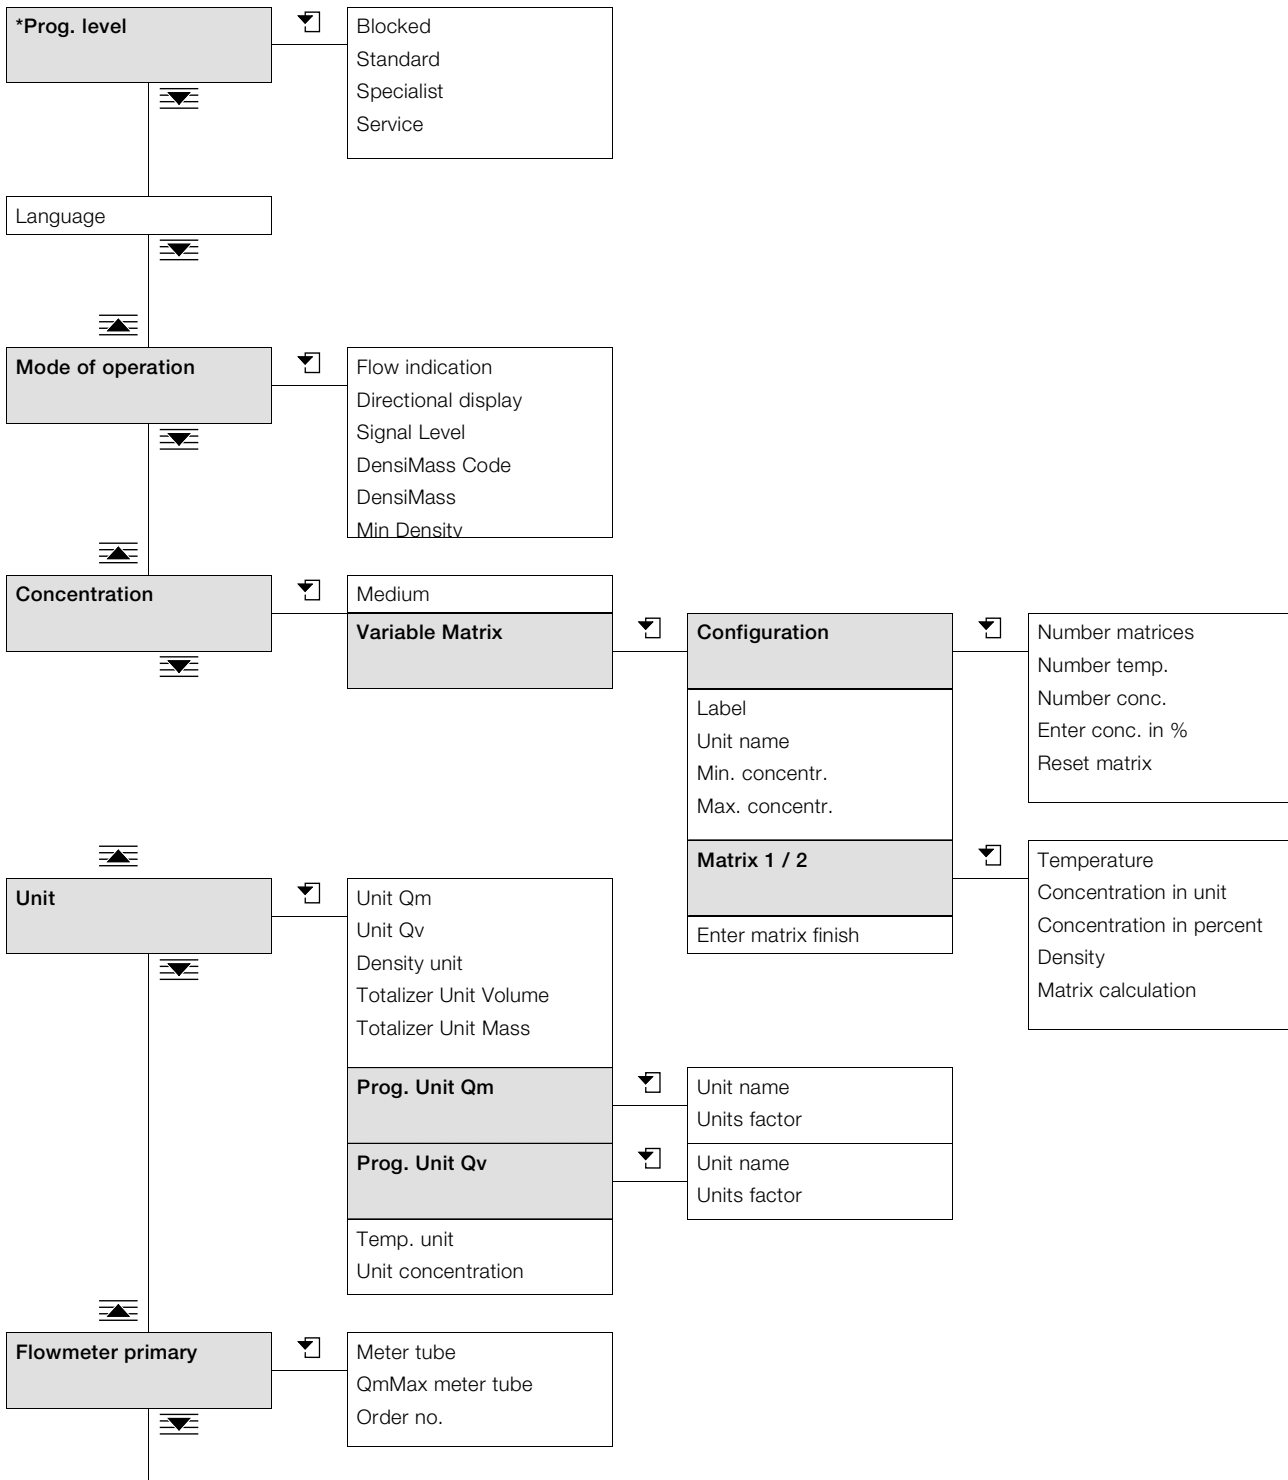 *Prog. level
Blocked
Standard
Specialist
Service
Language
Mode of operation
Flow indication
Directional display
Signal Level
DensiMass Code
DensiMass
Min Density
Concentration
Medium
Variable Matrix
Configuration
Number matrices
Number temp.
Number conc.
Enter conc. in %
Reset matrix
Label
Unit name
Min. concentr.
Max. concentr.
Matrix 1 / 2
Temperature
Concentration in unit
Concentration in percent
Density
Matrix calculation
Enter matrix finish
Unit
Unit Qm
Unit Qv
Density unit
Totalizer Unit Volume
Totalizer Unit Mass
Prog. Unit Qm
Unit name
Units factor
Prog. Unit Qv
Unit name
Units factor
Temp. unit
Unit concentration
Flowmeter primary
Meter tube
QmMax meter tube
Order no.